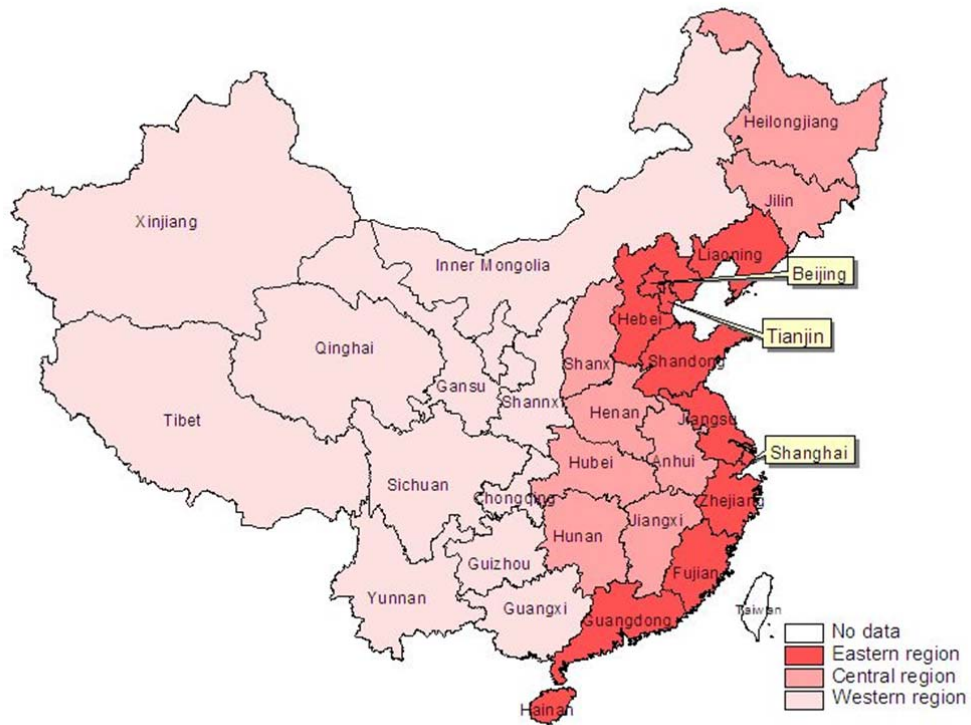 Heilongjiang
Jilin
Xinjiang
Liaoning
Inner Mongolia
Beijing
Hebei
Tianjin
Qinghai
Shanx
Shandong
Gansu
Shannx
Tibet
Henan
Jiangsu
Shanghai
Hubei
Anhui
Sichuan
Chongqing
Zhejiang
Jiangxi
Hunan
Guizhou
Fujian
Yunnan
Guangxi
Guangdong
Taiwan
Hainan
No data
Eastern region
Central region
Western region